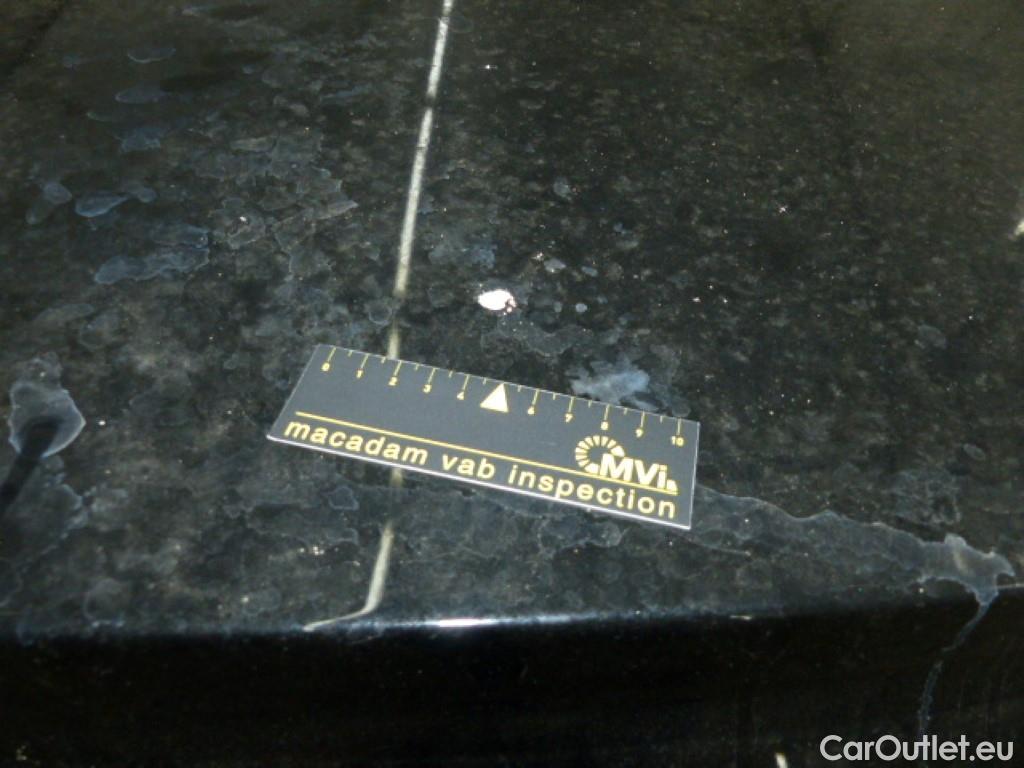 0 1 2 3 4 6 7 8 9 10
MVi
macadam vab inspection
CarOutlet.eu